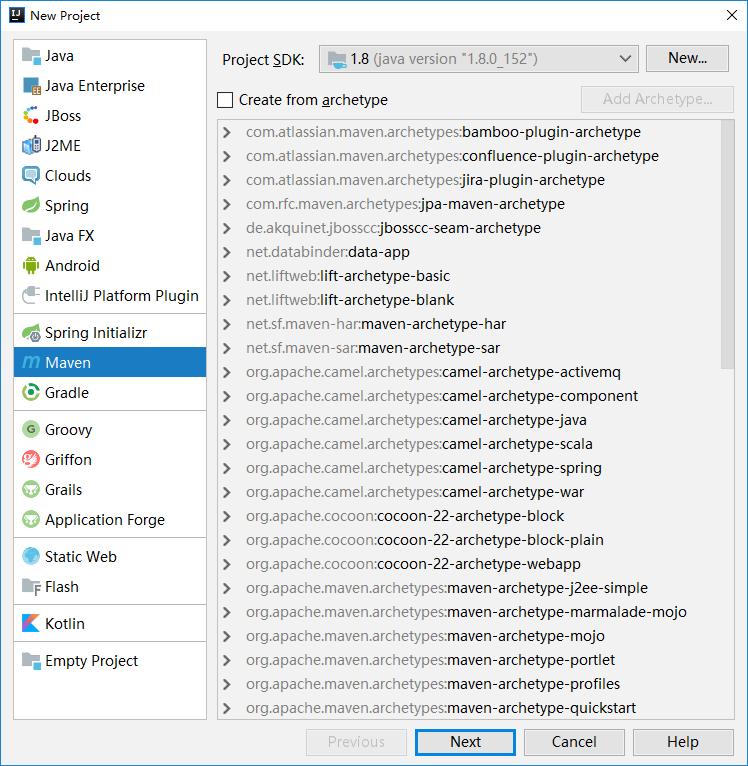 New Project
Java
Java Enterprise
JBoss
J2ME
Clouds
Spring
Java FX
Android
IntelliJ Platform Plugin
Spring Initializr
Maven
Gradle
Groovy
Griffon
Grails
Application Forge
Static Web
Flash
Kotlin
Empty Project
Project SDK: 1.8 (java version "1.8.0_152") New...
Create from archetype Add Archetype...
com.atlassian.maven.archetypes:bamboo-plugin-archetype
com.atlassian.maven.archetypes:confluence-plugin-archetype
com.atlassian.maven.archetypes:jira-plugin-archetype
com.rfc.maven.archetypes:jpa-maven-archetype
de.akquinet.jbosscc:jbosscc-seam-archetype
net.databinder:data-app
net.liftweb:lift-archetype-basic
net.liftweb:lift-archetype-blank
net.sf.maven-har:maven-archetype-har
net.sf.maven-sar:maven-archetype-sar
org.apache.camel.archetypes:camel-archetype-activemq
org.apache.camel.archetypes:camel-archetype-component
org.apache.camel.archetypes:camel-archetype-java
org.apache.camel.archetypes:camel-archetype-scala
org.apache.camel.archetypes:camel-archetype-spring
org.apache.camel.archetypes:camel-archetype-war
org.apache.cocoon:cocoon-22-archetype-block
org.apache.cocoon:cocoon-22-archetype-block-plain
org.apache.cocoon:cocoon-22-archetype-webapp
org.apache.maven.archetypes:maven-archetype-j2ee-simple
org.apache.maven.archetypes:maven-archetype-marmalade-mojo
org.apache.maven.archetypes:maven-archetype-mojo
org.apache.maven.archetypes:maven-archetype-portlet
org.apache.maven.archetypes:maven-archetype-profiles
org.apache.maven.archetypes:maven-archetype-quickstart
Previous Next Cancel Help